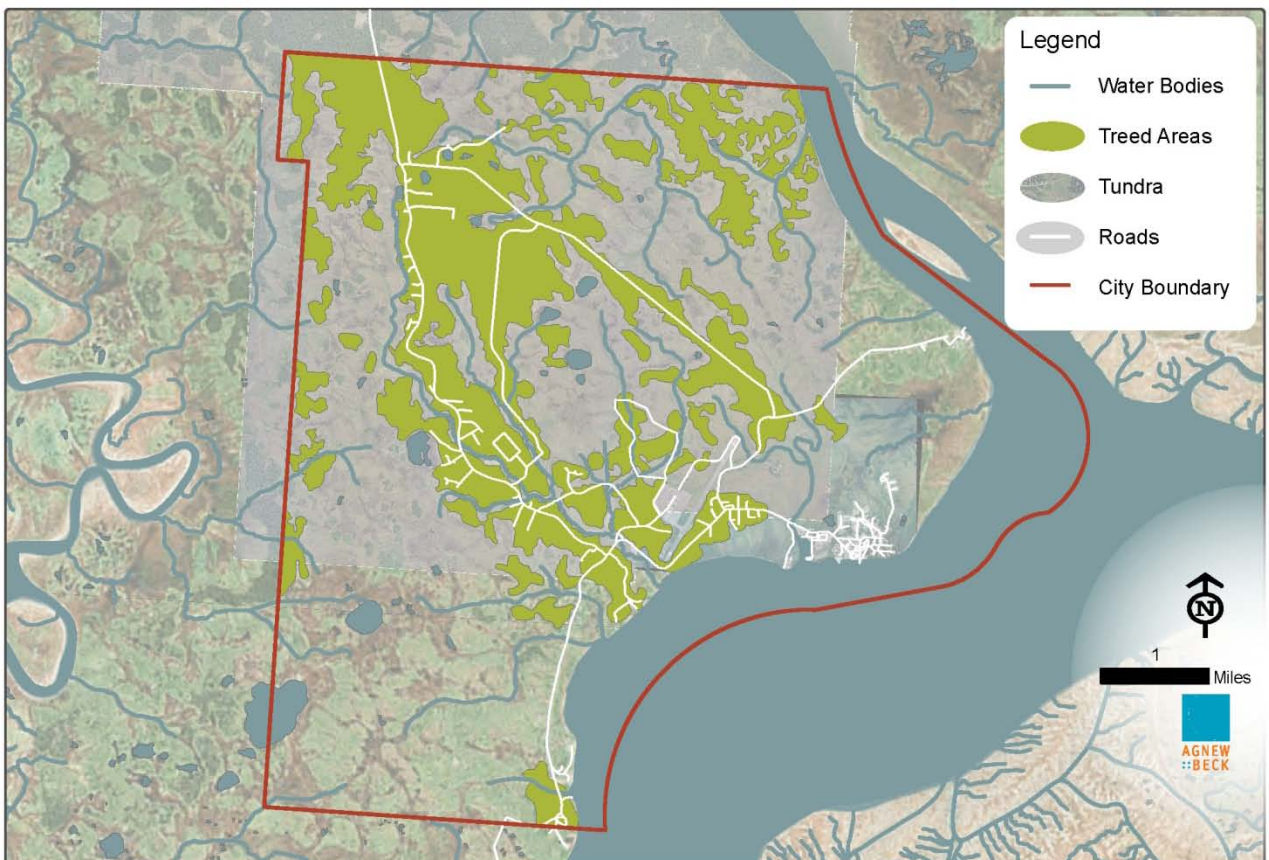 Legend
Water Bodies
Treed Areas
Tundra
Roads
City Boundary
N
1
Miles
AGNEW
::BECK